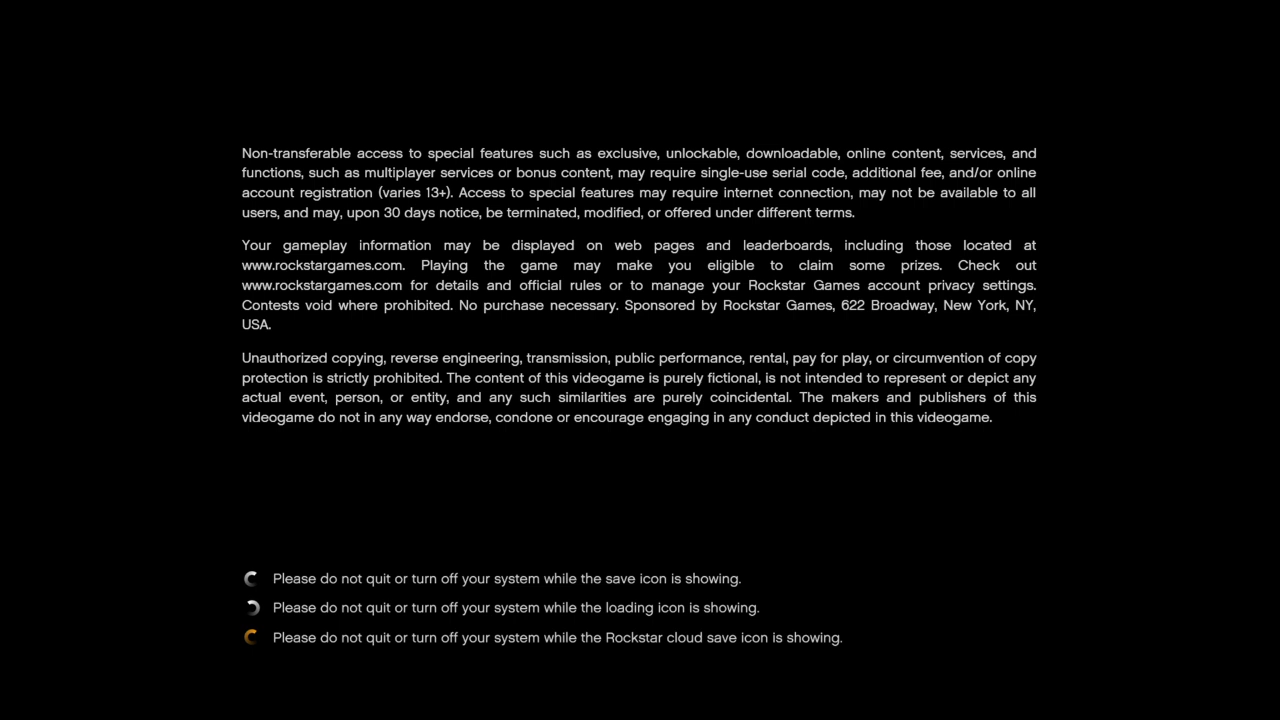 Non-transferable access to special features such as exclusive, unlockable, downloadable, online content, services, and
functions, such as multiplayer services or bonus content, may require single-use serial code, additional fee, and/or online
account registration (varies 13+). Access to special features may require internet connection, may not be available to all
users, and may, upon 30 days notice, be terminated, modified, or offered under different terms.
Your gameplay information may be displayed on web pages and leaderboards, including those located at
www.rockstargames.com. Playing the game may make you eligible to claim some prizes. Check out
www.rockstargames.com for details and official rules or to manage your Rockstar Games account privacy settings.
Contests void where prohibited. No purchase necessary. Sponsored by Rockstar Games, 622 Broadway, New York, NY,
USA.
Unauthorized copying, reverse engineering, transmission, public performance, rental, pay for play, or circumvention of copy
protection is strictly prohibited. The content of this videogame is purely fictional, is not intended to represent or depict any
actual event, person, or entity, and any such similarities are purely coincidental. The makers and publishers of this
videogame do not in any way endorse, condone or encourage engaging in any conduct depicted in this videogame.
Please do not quit or turn off your system while the save icon is showing.
Please do not quit or turn off your system while the loading icon is showing.
Please do not quit or turn off your system while the Rockstar cloud save icon is showing.